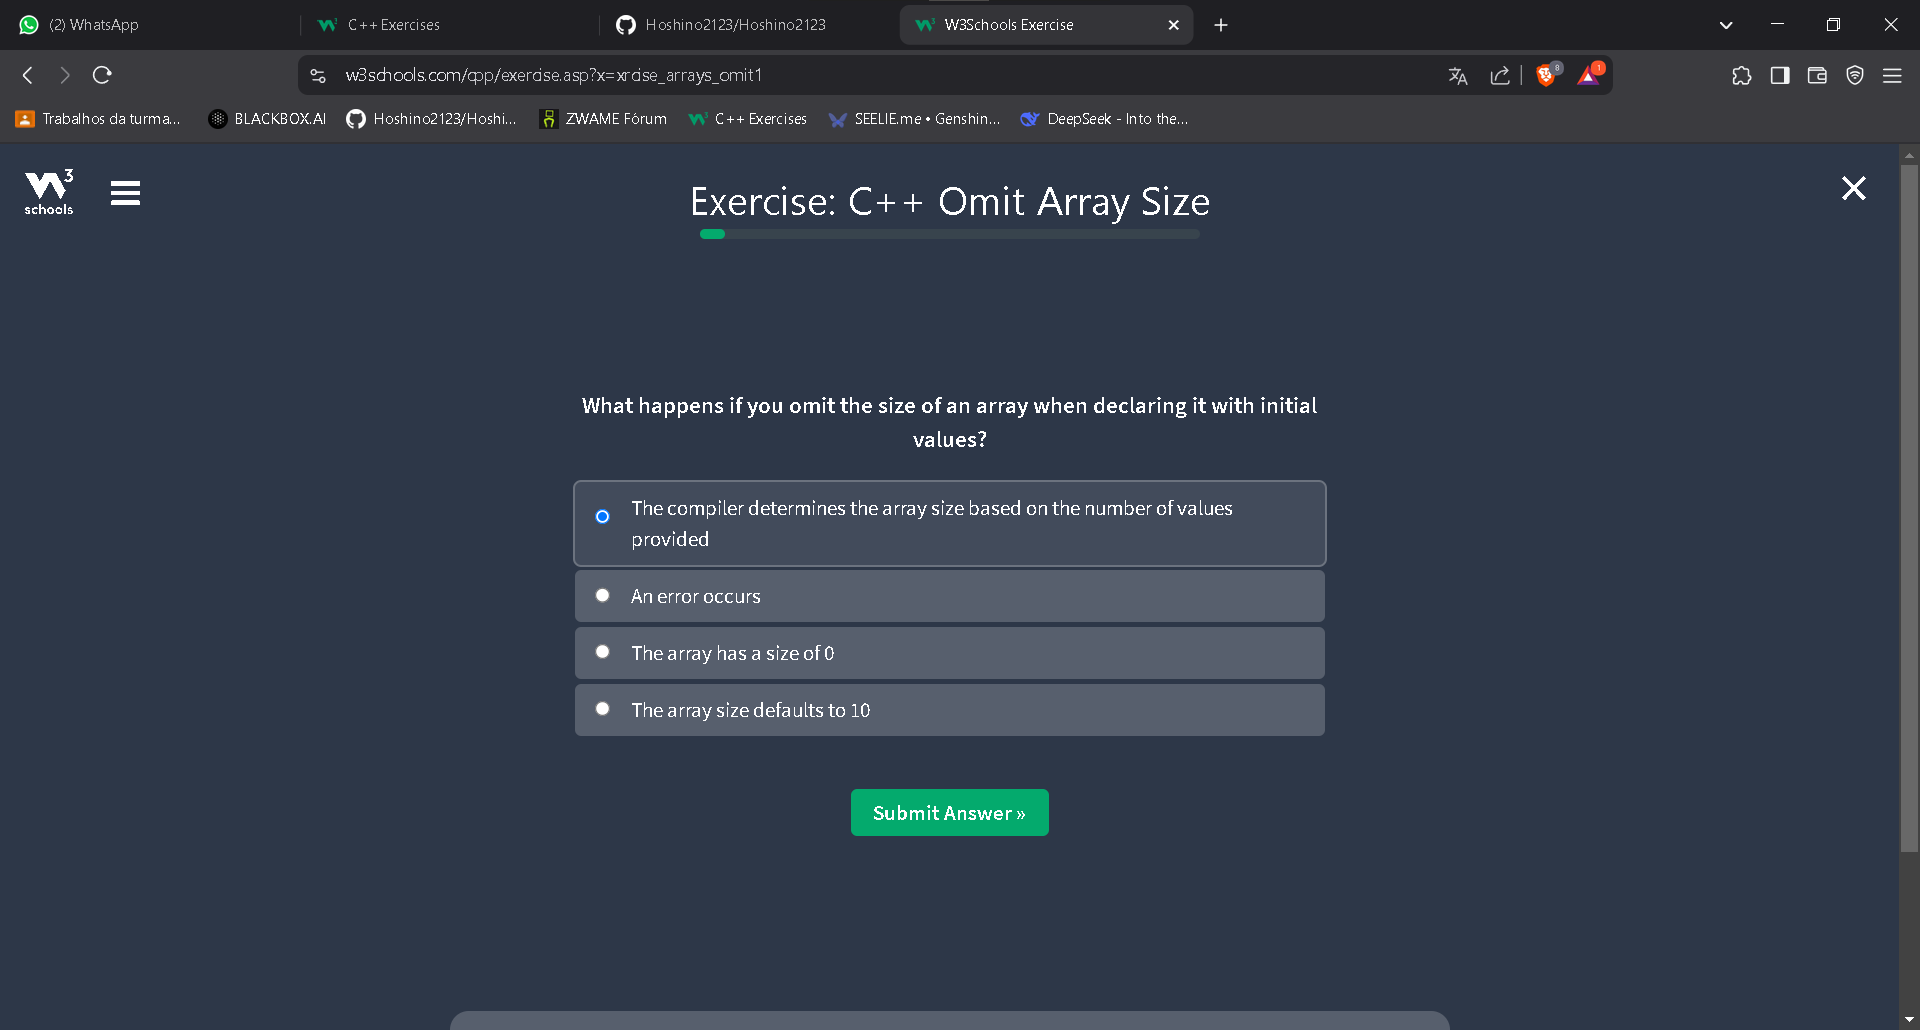 (2) WhatsApp
C++ Exercises
Hoshino2123/Hoshino2123
W3Schools Exercise
w3schools.com/cpp/exercise.asp?x=xrcise_arrays_omit1
8
1
Trabalhos da turma...
BLACKBOX.AI
Hoshino2123/Hoshi...
ZWAME Fórum
C++ Exercises
SEELIE.me • Genshin...
DeepSeek - Into the...
3
schools
Exercise: C++ Omit Array Size
What happens if you omit the size of an array when declaring it with initial
values?
The compiler determines the array size based on the number of values
provided
An error occurs
The array has a size of 0
The array size defaults to 10
Submit Answer »